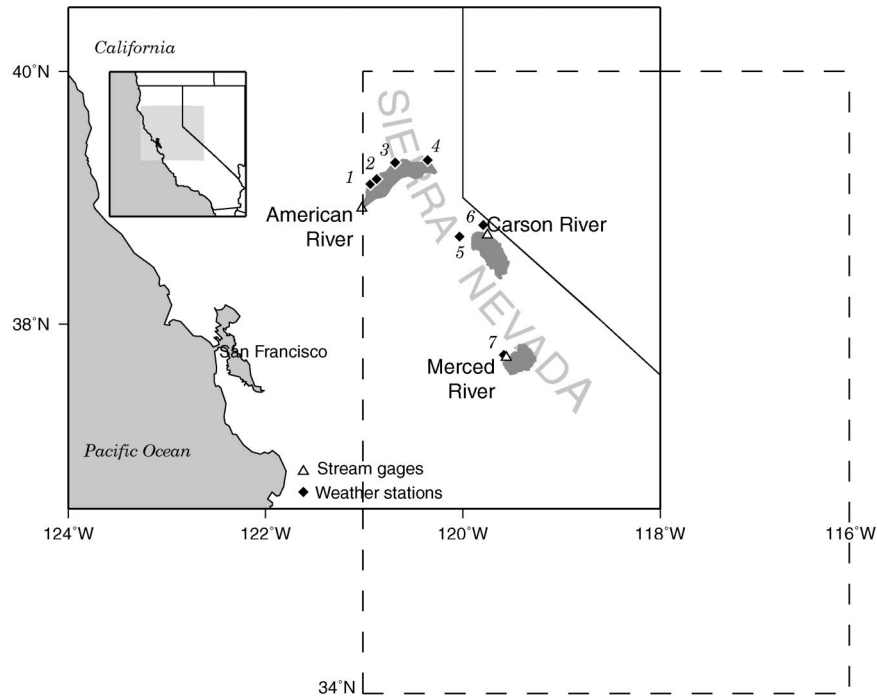 California
40°N
SIERRA NEVADA
3
4
2
1
American
River
6
Carson River
5
38°N
San Francisco
7
Merced
River
Pacific Ocean
Stream gages
Weather stations
124°W
122°W
120°W
118°W
116°W
34°N